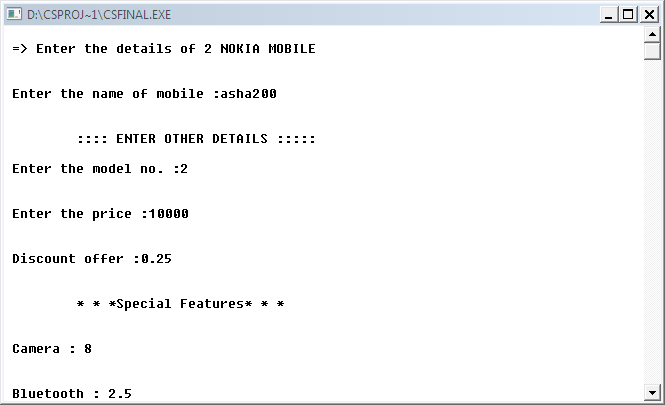 D:\CSPROJ~1\CSFINAL.EXE
=> Enter the details of 2 NOKIA MOBILE
Enter the name of mobile :asha200
:::: ENTER OTHER DETAILS :::::
Enter the model no. :2
Enter the price :10000
Discount offer :0.25
* * *Special Features* * *
Camera : 8
Bluetooth : 2.5